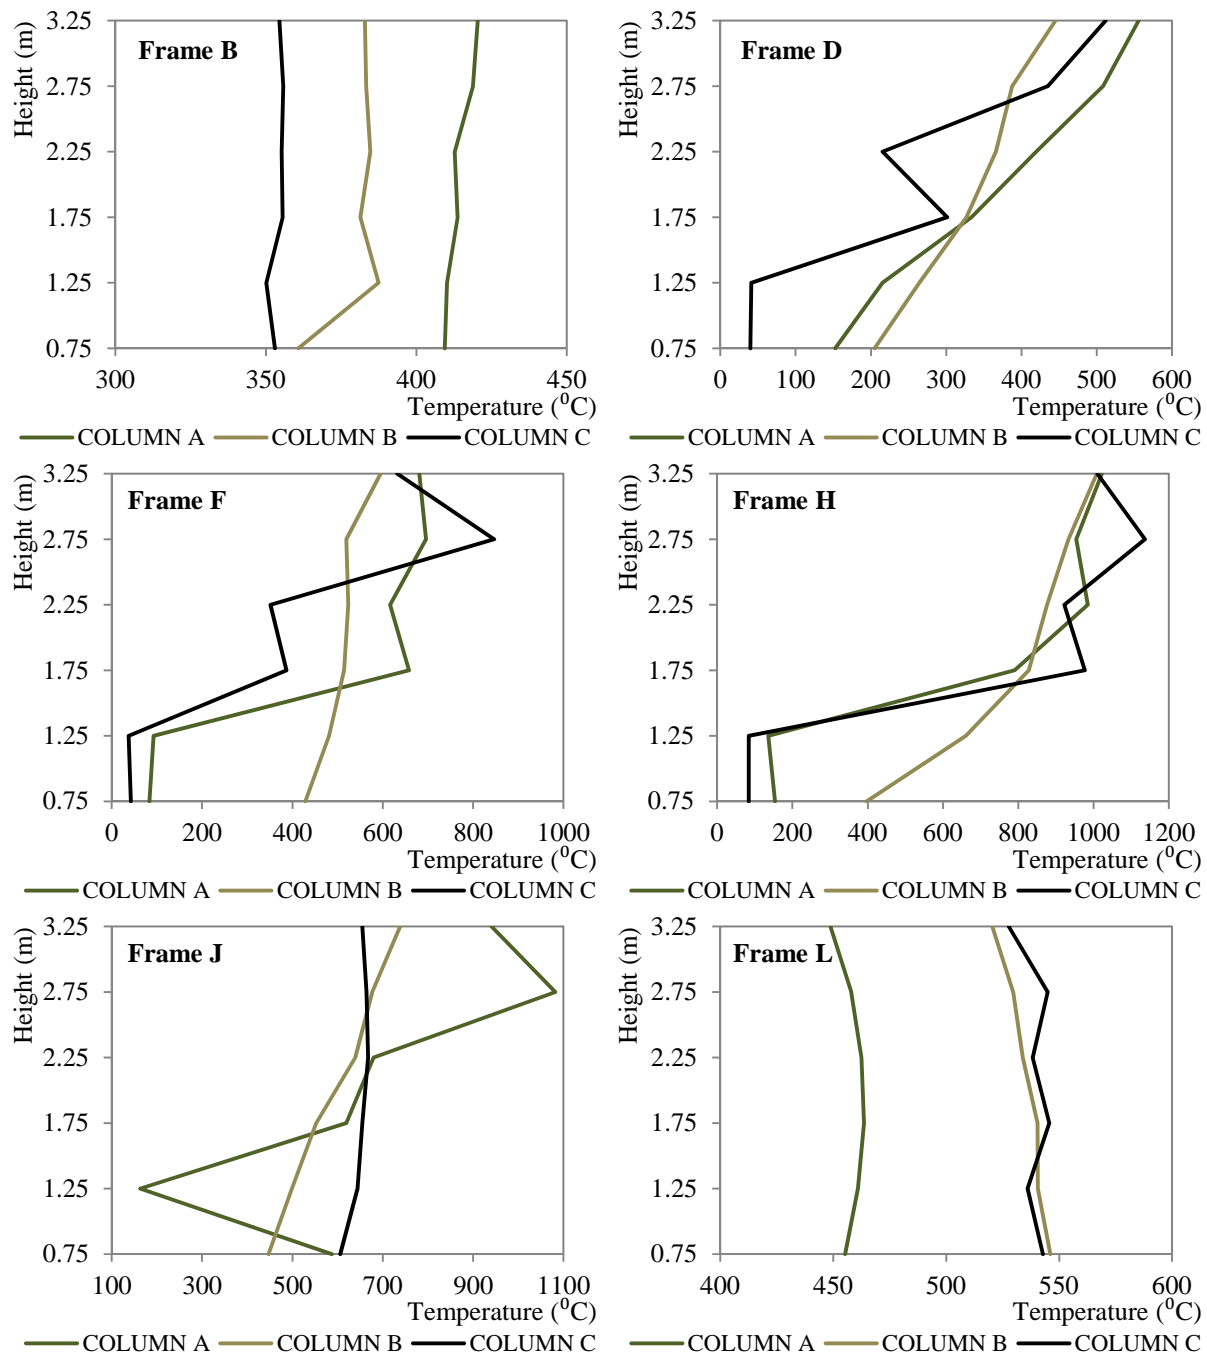 Frame B
Height (m)
3.25
2.75
2.25
1.75
1.25
0.75
300 350 400 450
Temperature (⁰C)
COLUMN A COLUMN B COLUMN C
Frame D
Height (m)
3.25
2.75
2.25
1.75
1.25
0.75
0 100 200 300 400 500 600
Temperature (⁰C)
COLUMN A COLUMN B COLUMN C
Frame F
Height (m)
3.25
2.75
2.25
1.75
1.25
0.75
0 200 400 600 800 1000
Temperature (⁰C)
COLUMN A COLUMN B COLUMN C
Frame H
Height (m)
3.25
2.75
2.25
1.75
1.25
0.75
0 200 400 600 800 1000 1200
Temperature (⁰C)
COLUMN A COLUMN B COLUMN C
Frame J
Height (m)
3.25
2.75
2.25
1.75
1.25
0.75
100 300 500 700 900 1100
Temperature (⁰C)
COLUMN A COLUMN B COLUMN C
Frame L
Height (m)
3.25
2.75
2.25
1.75
1.25
0.75
400 450 500 550 600
Temperature (⁰C)
COLUMN A COLUMN B COLUMN C